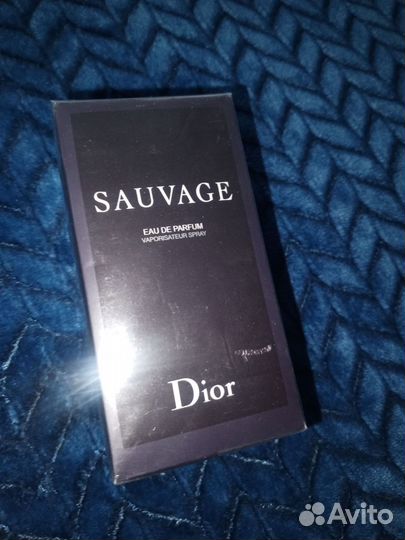 SAUVAGE
EAU DE PARFUM
VAPORISATEUR SPRAY
Dior
Avito